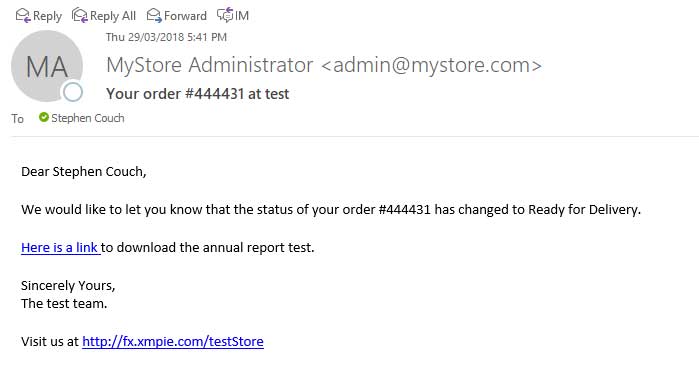 Reply Reply All Forward IM
Thu 29/03/2018 5:41 PM
MA
MyStore Administrator <admin@mystore.com>
Your order #444431 at test
To Stephen Couch
Dear Stephen Couch,
We would like to let you know that the status of your order #444431 has changed to Ready for Delivery.
Here is a link to download the annual report test.
Sincerely Yours,
The test team.
Visit us at http://fx.xmpie.com/testStore